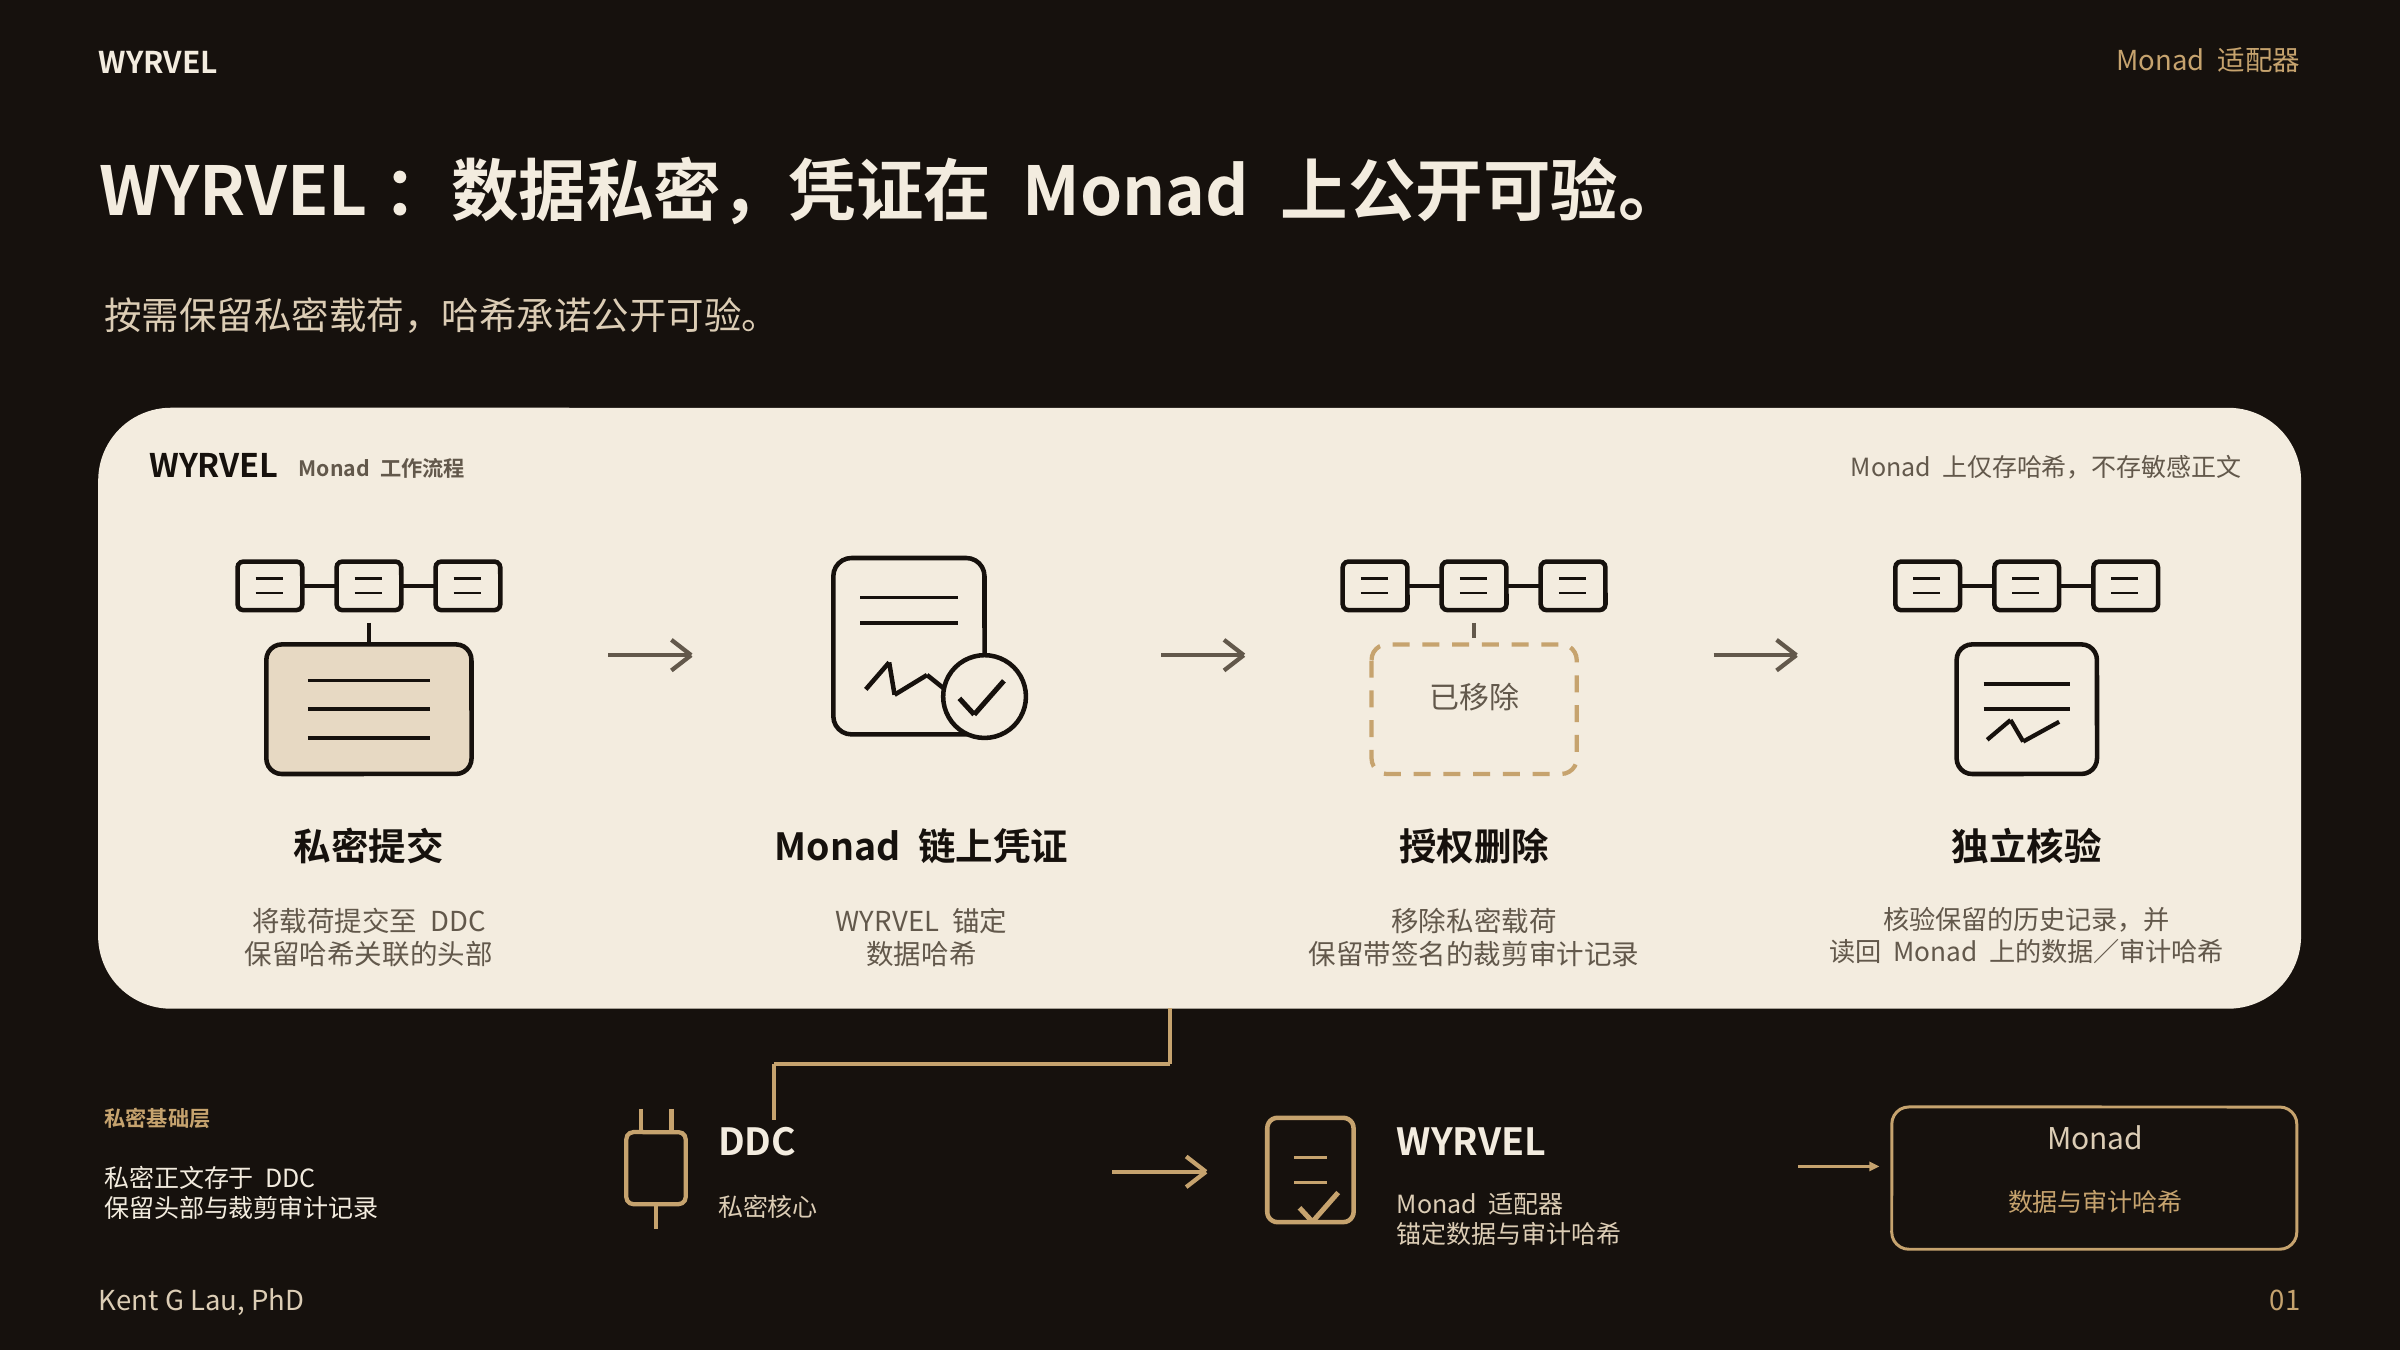 WYRVEL
Monad 适配器
WYRVEL：数据私密，凭证在 Monad 上公开可验。
按需保留私密载荷，哈希承诺公开可验。
WYRVEL Monad 工作流程
Monad 上仅存哈希，不存敏感正文
已移除
私密提交
将载荷提交至 DDC
保留哈希关联的头部
Monad 链上凭证
WYRVEL 锚定
数据哈希
授权删除
移除私密载荷
保留带签名的裁剪审计记录
独立核验
核验保留的历史记录，并
读回 Monad 上的数据／审计哈希
私密基础层
私密正文存于 DDC
保留头部与裁剪审计记录
DDC
私密核心
WYRVEL
Monad 适配器
锚定数据与审计哈希
Monad
数据与审计哈希
Kent G Lau, PhD
01